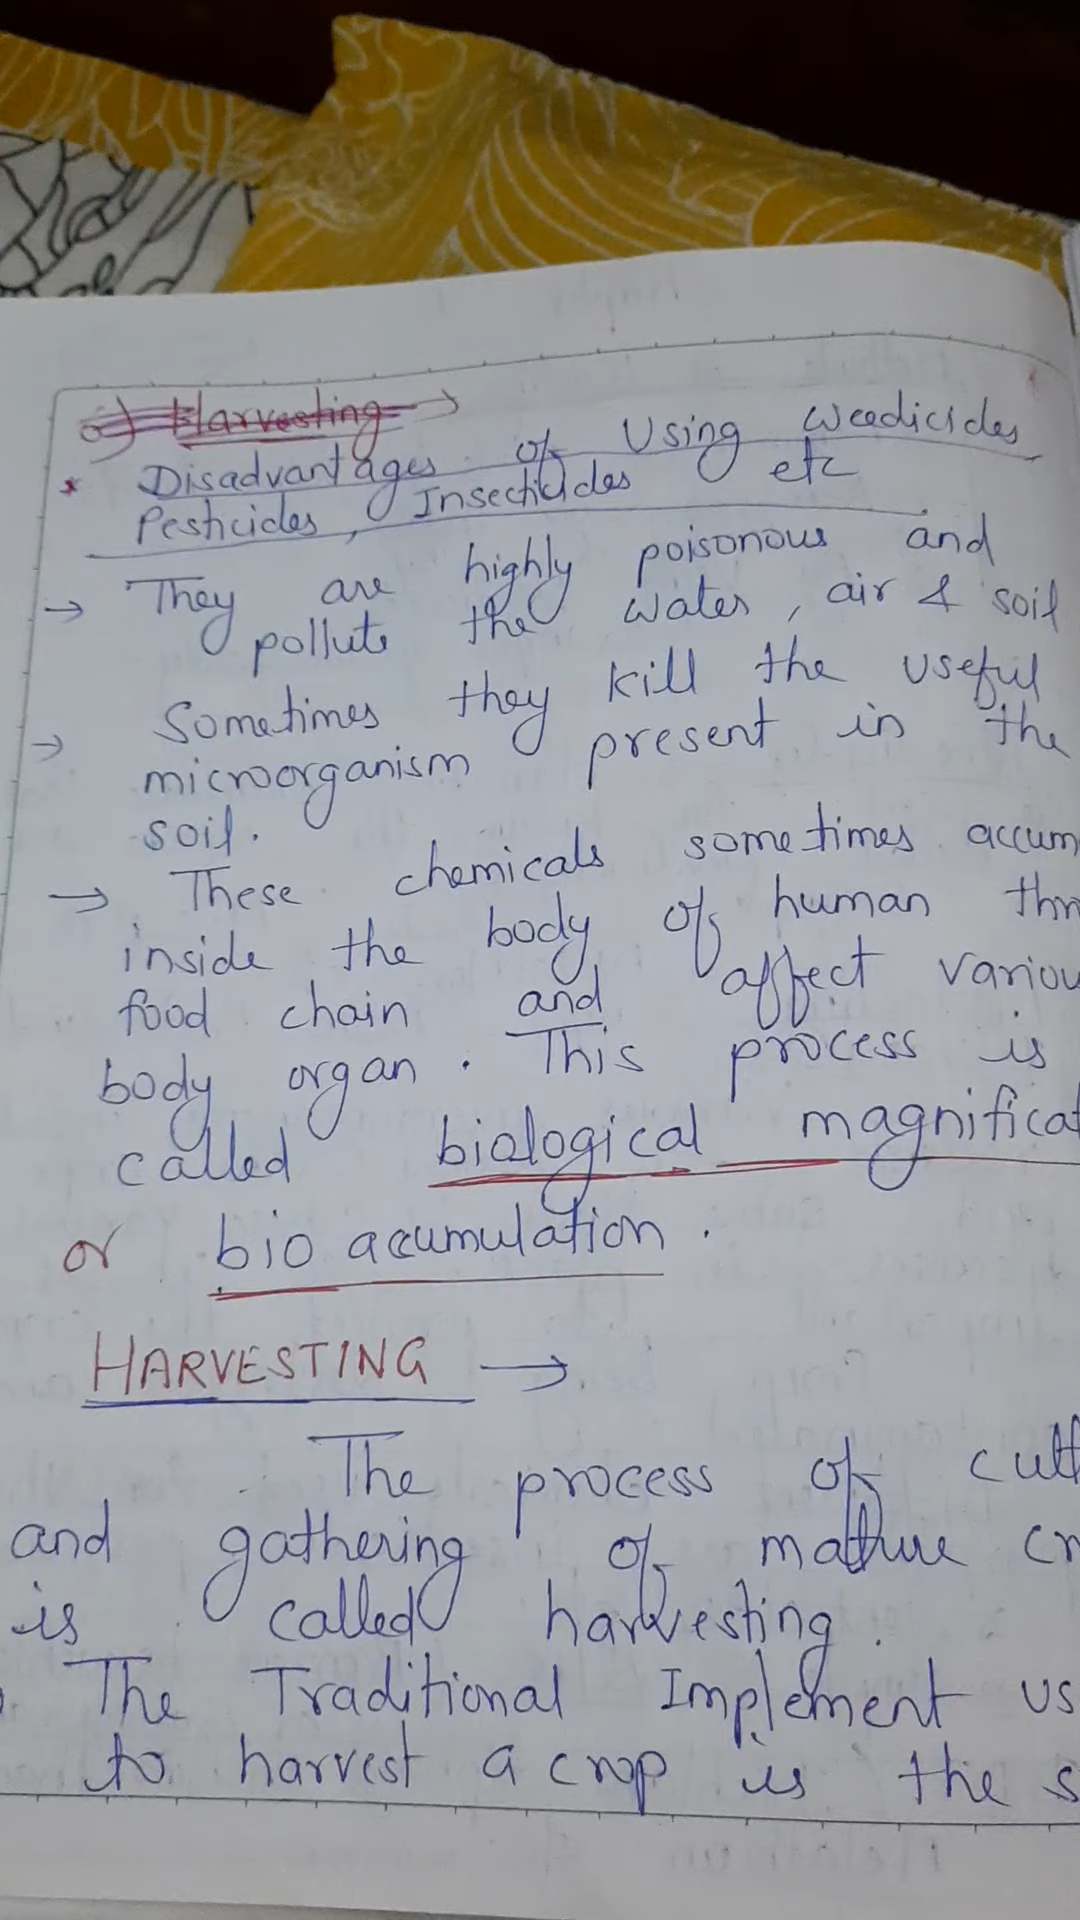 6) Harvesting →
* Disadvantages of Using Weedicides
Pesticides, Insecticides etc
→ They are highly poisonous and
pollute the water, air & soil
→ Sometimes they kill the useful
microorganism present in the
soil.
→ These chemicals sometimes accum
inside the body of human thr
food chain and affect variou
body organ. This process is
called biological magnificat
or bio acumulation.
HARVESTING →
The process of cutt
and gathering of mature cr
is called harvesting.
The Traditional Implement us
to harvest a crop is the s